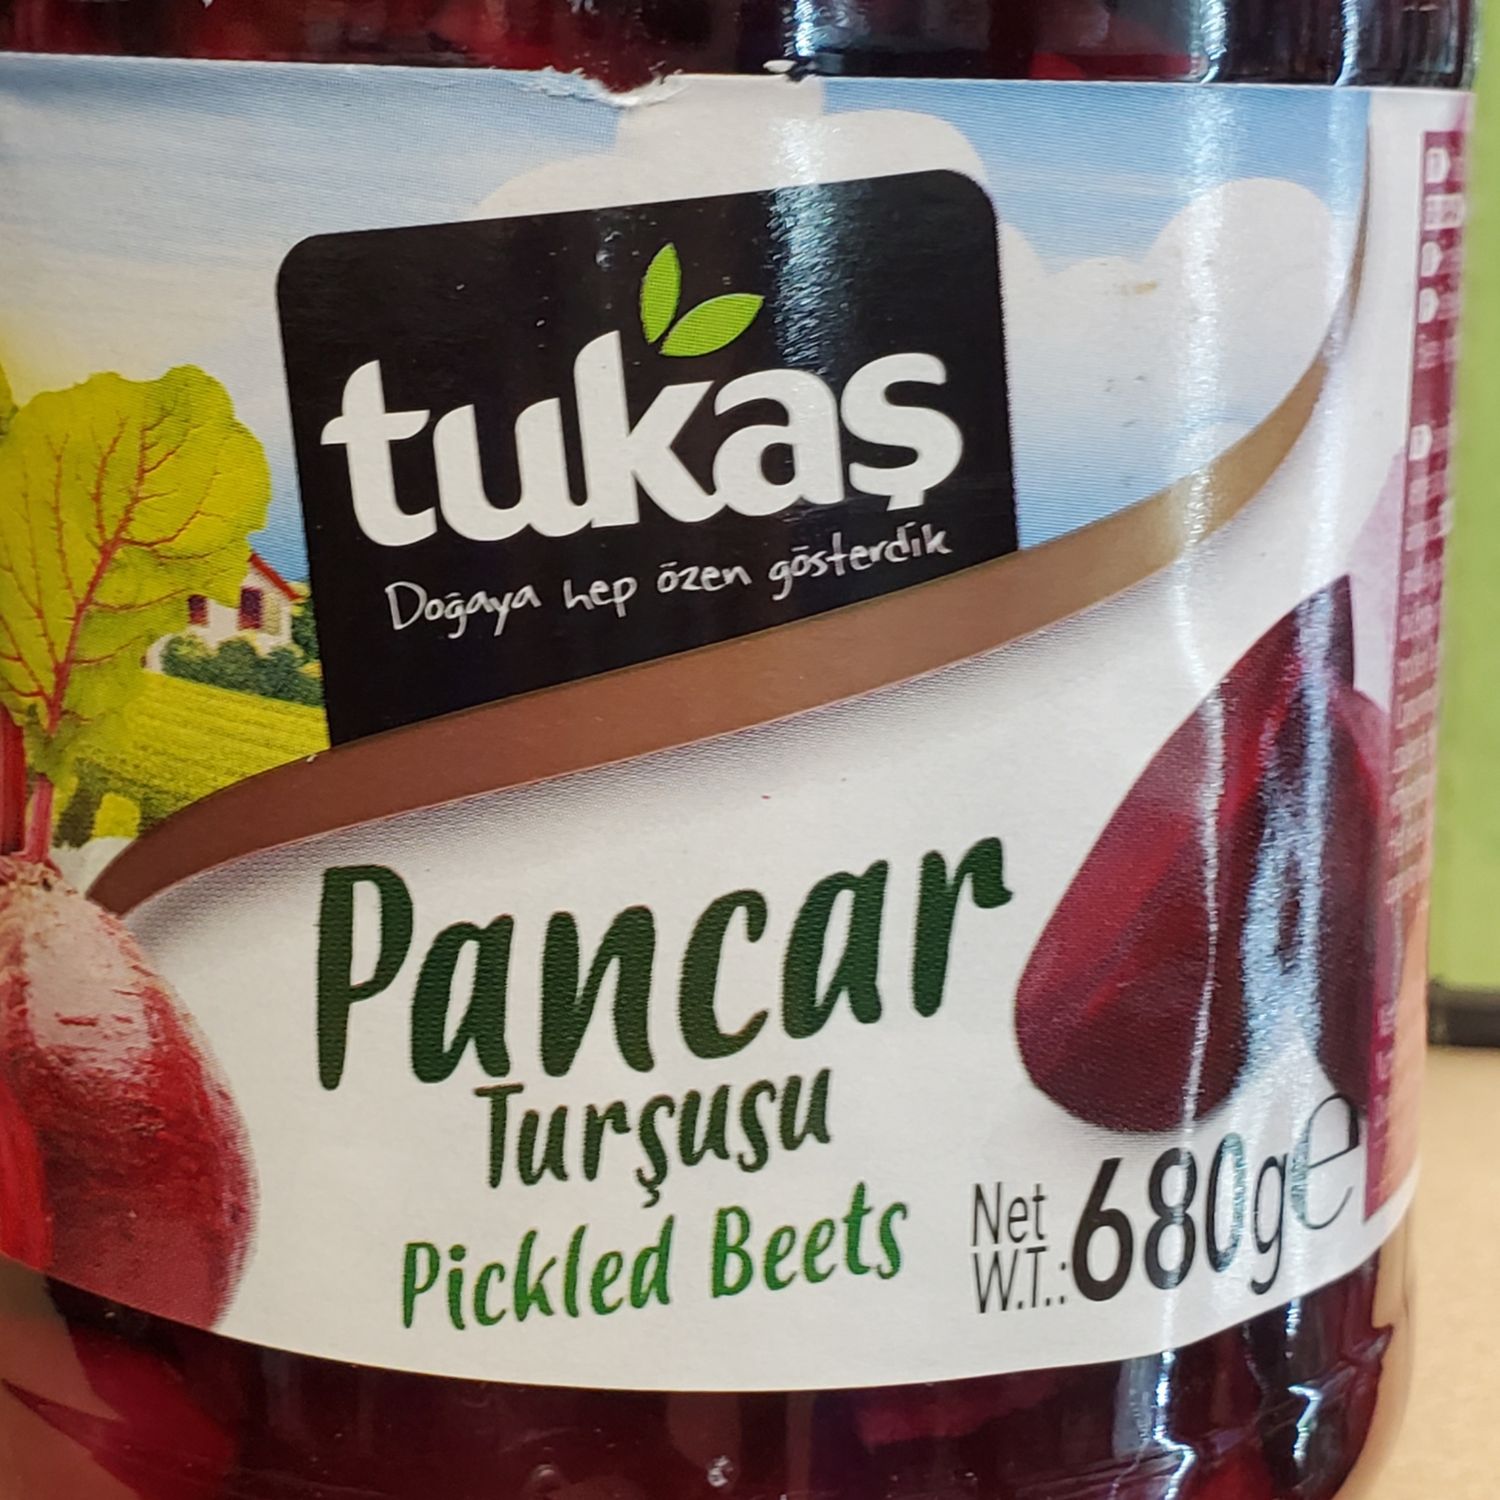 tukaş
Doğaya hep özen gösterdik
Pancar
Turşusu
Pickled Beets
Net
W.T.: 680g e